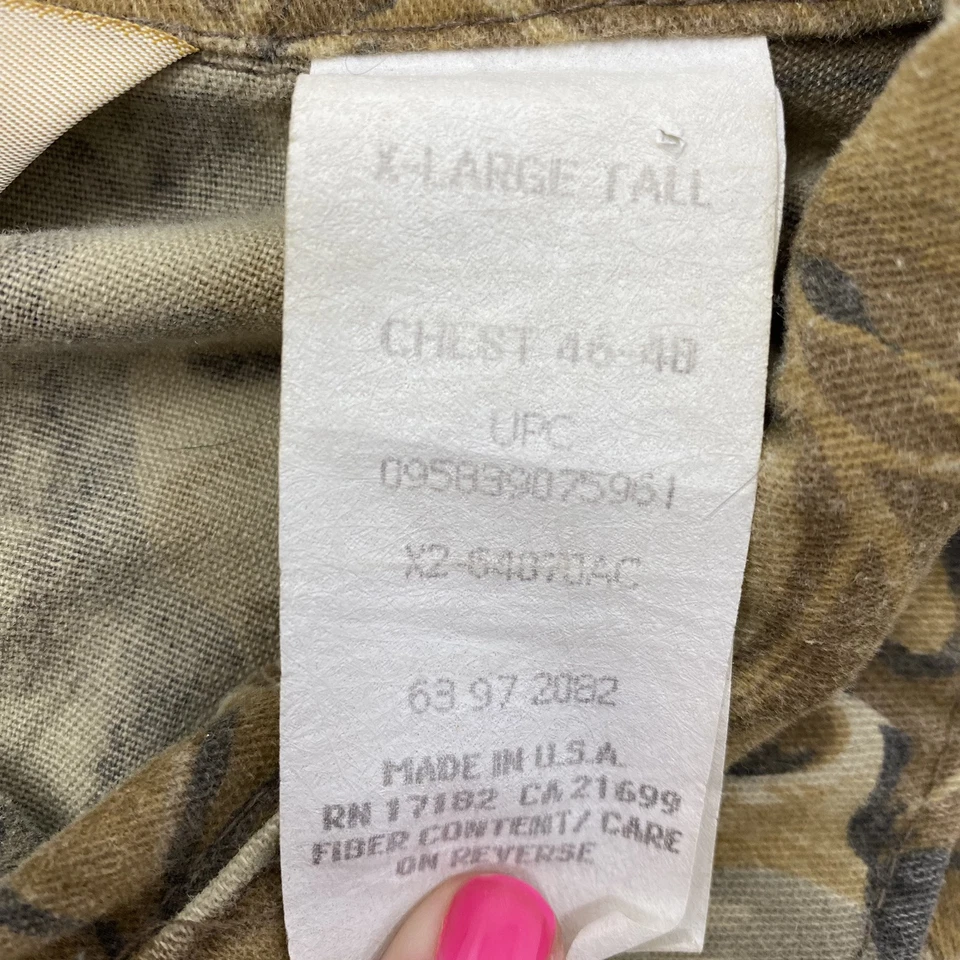 X-LARGE TALL
CHEST 46-48
UPC
095839075961
X2-64070AC
63 97 2082
MADE IN U.S.A.
RN 17182 CA 21699
FIBER CONTENT/ CARE
ON REVERSE